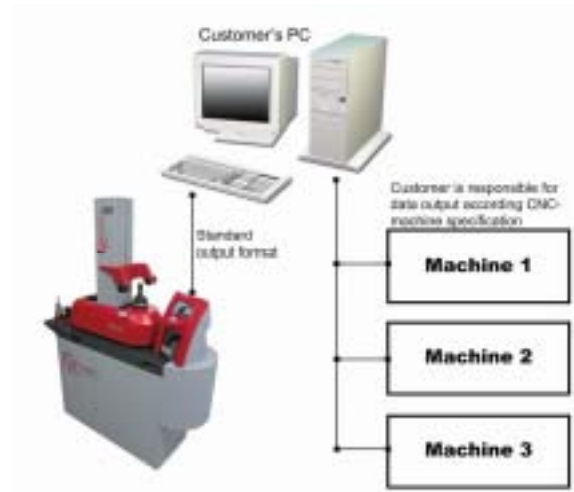 Customer's PC
Customer is responsible for
data output according CNC-
machine specification
Standard
output format
Machine 1
Machine 2
Machine 3